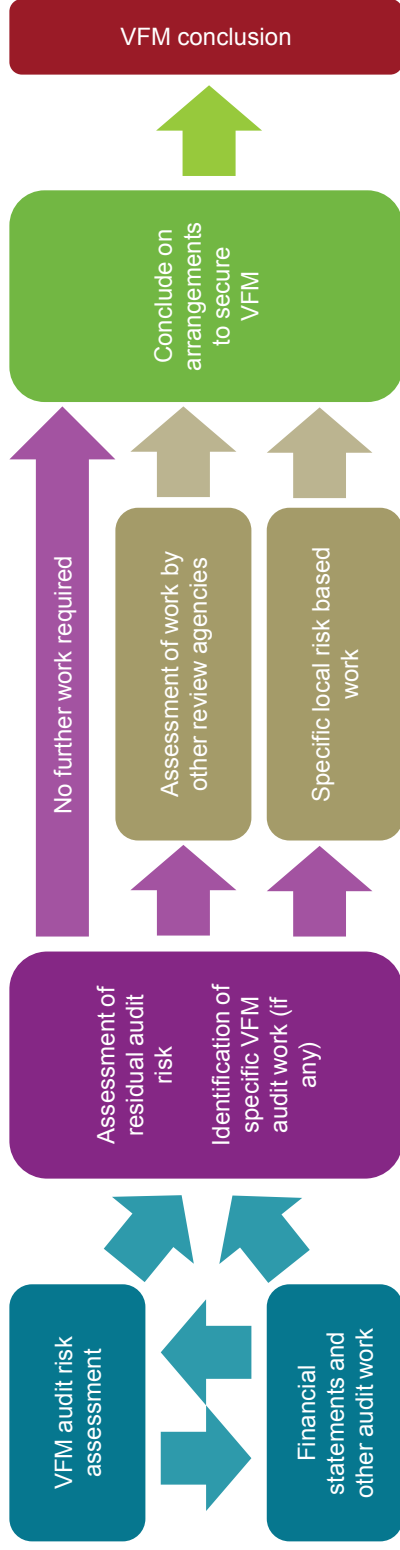 VFM audit risk
assessment
Financial
statements and
other audit work
Assessment of
residual audit
risk
Identification of
specific VFM
audit work (if
any)
No further work required
Assessment of work by
other review agencies
Specific local risk based
work
Conclude on
arrangements
to secure
VFM
VFM conclusion